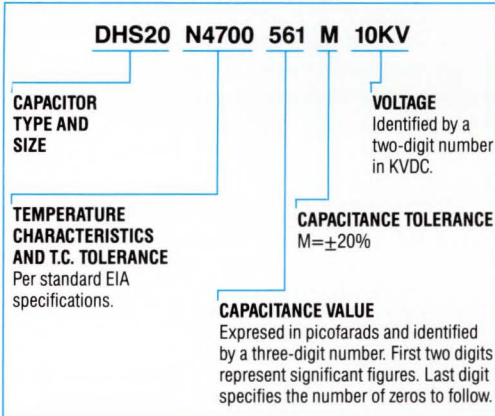 DHS20 N4700 561 M 10KV
CAPACITOR
TYPE AND
SIZE
VOLTAGE
Identified by a
two-digit number
in KVDC.
TEMPERATURE
CHARACTERISTICS
AND T.C. TOLERANCE
Per standard EIA
specifications.
CAPACITANCE TOLERANCE
M=±20%
CAPACITANCE VALUE
Expresed in picofarads and identified
by a three-digit number. First two digits
represent significant figures. Last digit
specifies the number of zeros to follow.